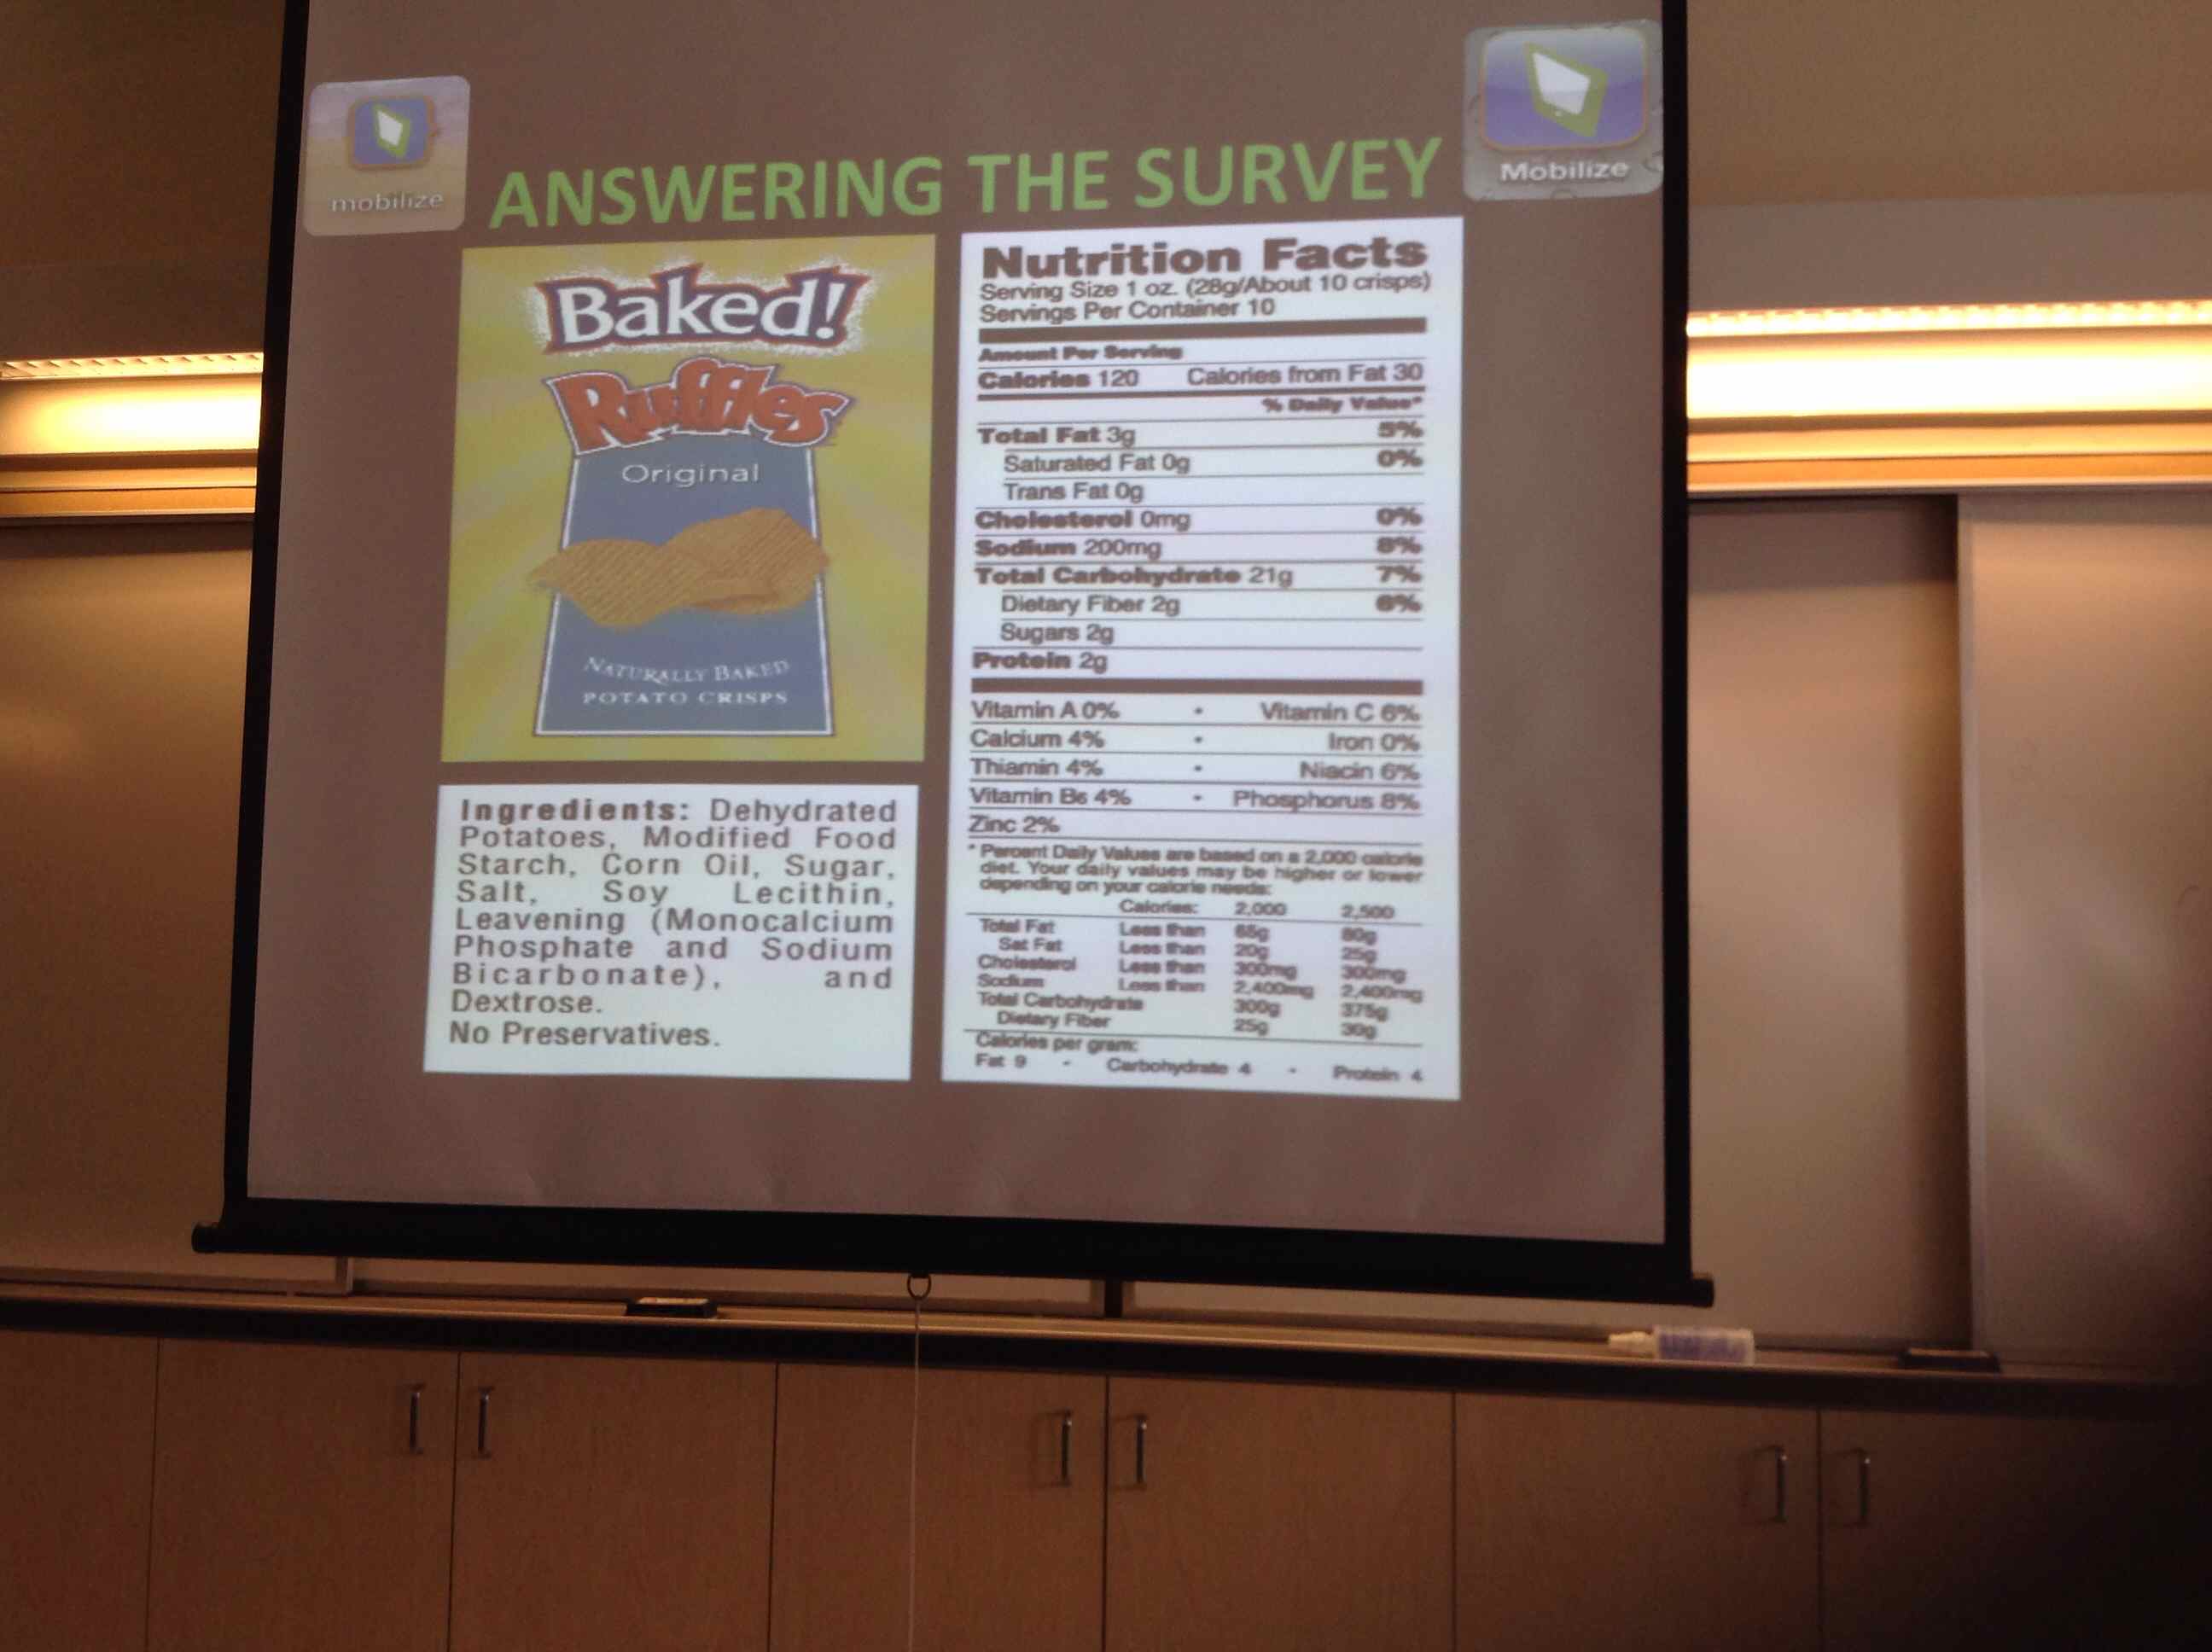 mobilize
Mobilize
ANSWERING THE SURVEY
Baked!
Ruffles
Original
NATURALLY BAKED
POTATO CRISPS
Ingredients: Dehydrated
Potatoes, Modified Food
Starch, Corn Oil, Sugar,
Salt, Soy Lecithin,
Leavening (Monocalcium
Phosphate and Sodium
Bicarbonate), and
Dextrose.
No Preservatives.
Nutrition Facts
Serving Size 1 oz. (28g/About 10 crisps)
Servings Per Container 10
Amount Per Serving
Calories 120 Calories from Fat 30
% Daily Value*
Total Fat 3g 5%
Saturated Fat 0g 0%
Trans Fat 0g
Cholesterol 0mg 0%
Sodium 200mg 8%
Total Carbohydrate 21g 7%
Dietary Fiber 2g 6%
Sugars 2g
Protein 2g
Vitamin A 0% • Vitamin C 6%
Calcium 4% • Iron 0%
Thiamin 4% • Niacin 6%
Vitamin B6 4% • Phosphorus 8%
Zinc 2%
* Percent Daily Values are based on a 2,000 calorie
diet. Your daily values may be higher or lower
depending on your calorie needs:
Calories: 2,000 2,500
Total Fat Less than 65g 80g
Sat Fat Less than 20g 25g
Cholesterol Less than 300mg 300mg
Sodium Less than 2,400mg 2,400mg
Total Carbohydrate 300g 375g
Dietary Fiber 25g 30g
Calories per gram:
Fat 9 • Carbohydrate 4 • Protein 4